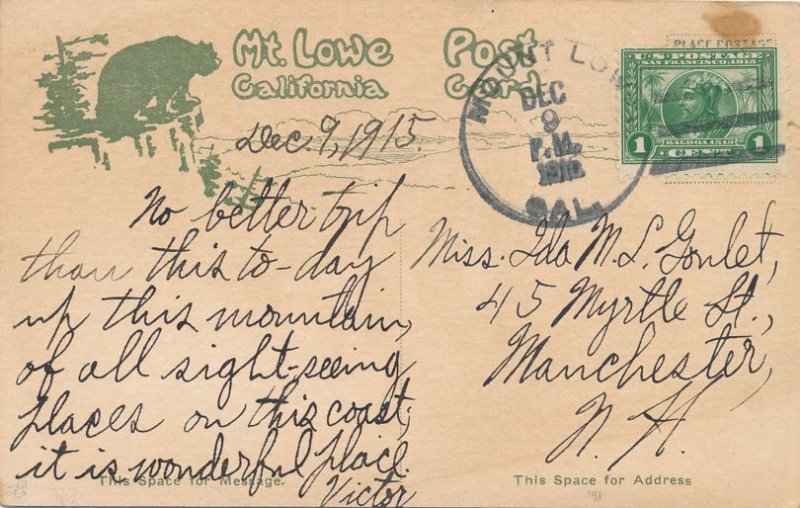 Mt. Lowe Post
California Card
PLACE POSTAGE
U.S. POSTAGE
SAN FRANCISCO, 1915
BALBOA 1513
1 CENT 1
MOUNT LOW
DEC
9
P.M.
CAL.
Dec. 9, 1915.
No better trip
than this to-day
up this mountain,
of all sight-seeing
places on this coast;
it is wonderful place.
Victor
Miss. Ida M. L. Goulet,
45 Myrtle St.,
Manchester,
N. H.
This Space for Message.
This Space for Address